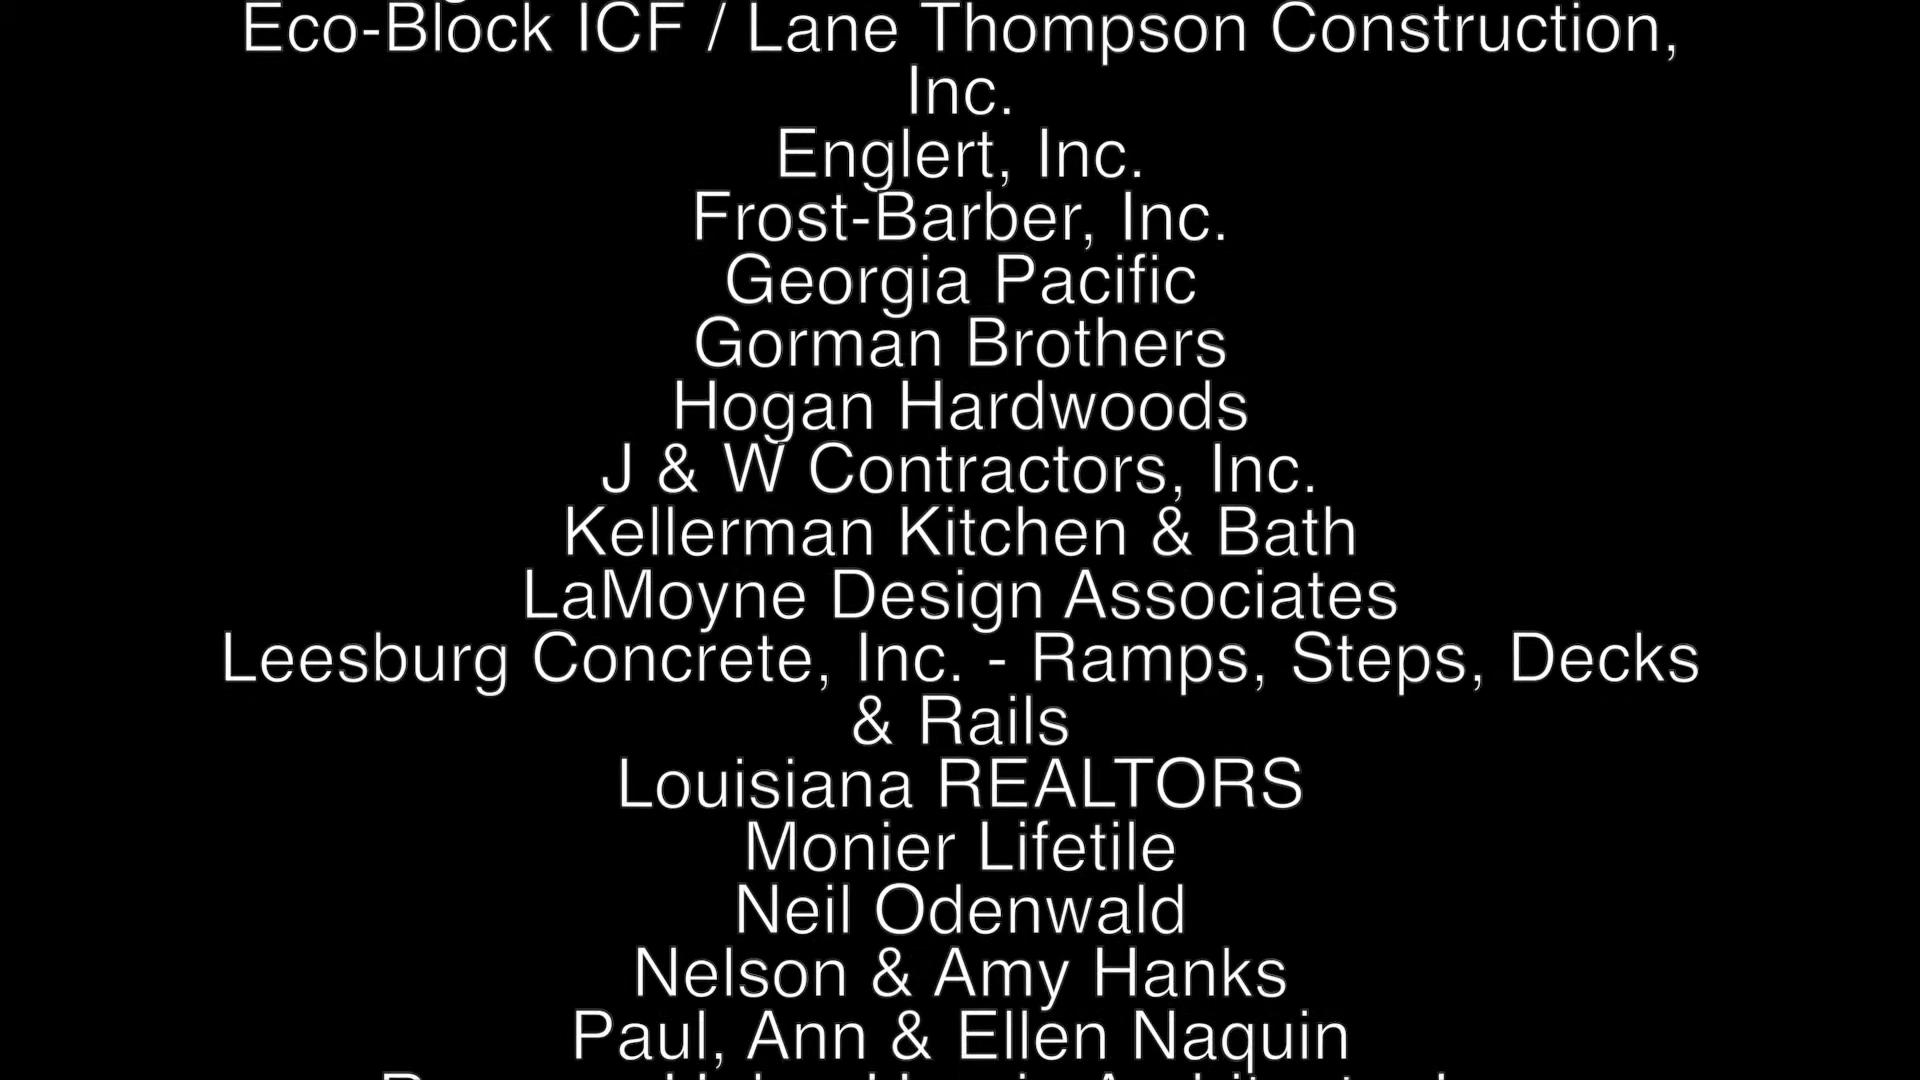 Eco-Block ICF / Lane Thompson Construction,
Inc.
Englert, Inc.
Frost-Barber, Inc.
Georgia Pacific
Gorman Brothers
Hogan Hardwoods
J & W Contractors, Inc.
Kellerman Kitchen & Bath
LaMoyne Design Associates
Leesburg Concrete, Inc. - Ramps, Steps, Decks
& Rails
Louisiana REALTORS
Monier Lifetile
Neil Odenwald
Nelson & Amy Hanks
Paul, Ann & Ellen Naquin